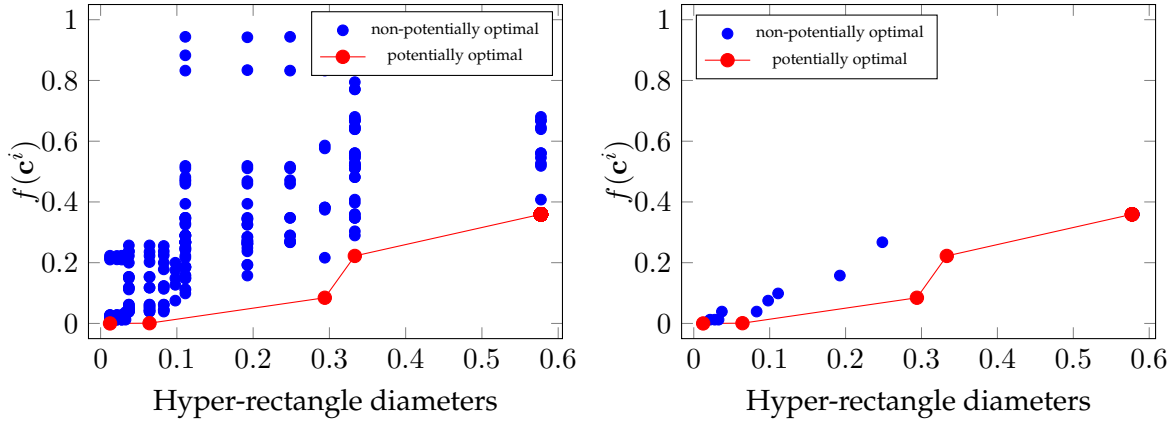 non-potentially optimal
potentially optimal
1
0.8
0.6
0.4
0.2
0
f(cⁱ)
0 0.1 0.2 0.3 0.4 0.5 0.6
Hyper-rectangle diameters
non-potentially optimal
potentially optimal
1
0.8
0.6
0.4
0.2
0
f(cⁱ)
0 0.1 0.2 0.3 0.4 0.5 0.6
Hyper-rectangle diameters